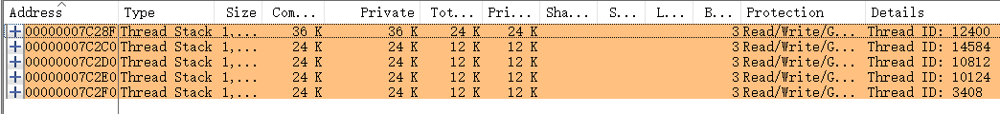 Address Type Size Com... Private Tot... Pri... Sha... S... L... B... Protection Details
00000007C28F Thread Stack 1,... 36 K 36 K 24 K 24 K 3 Read/Write/G... Thread ID: 12400
00000007C2C0 Thread Stack 1,... 24 K 24 K 12 K 12 K 3 Read/Write/G... Thread ID: 14584
00000007C2D0 Thread Stack 1,... 24 K 24 K 12 K 12 K 3 Read/Write/G... Thread ID: 10812
00000007C2E0 Thread Stack 1,... 24 K 24 K 12 K 12 K 3 Read/Write/G... Thread ID: 10124
00000007C2F0 Thread Stack 1,... 24 K 24 K 12 K 12 K 3 Read/Write/G... Thread ID: 3408